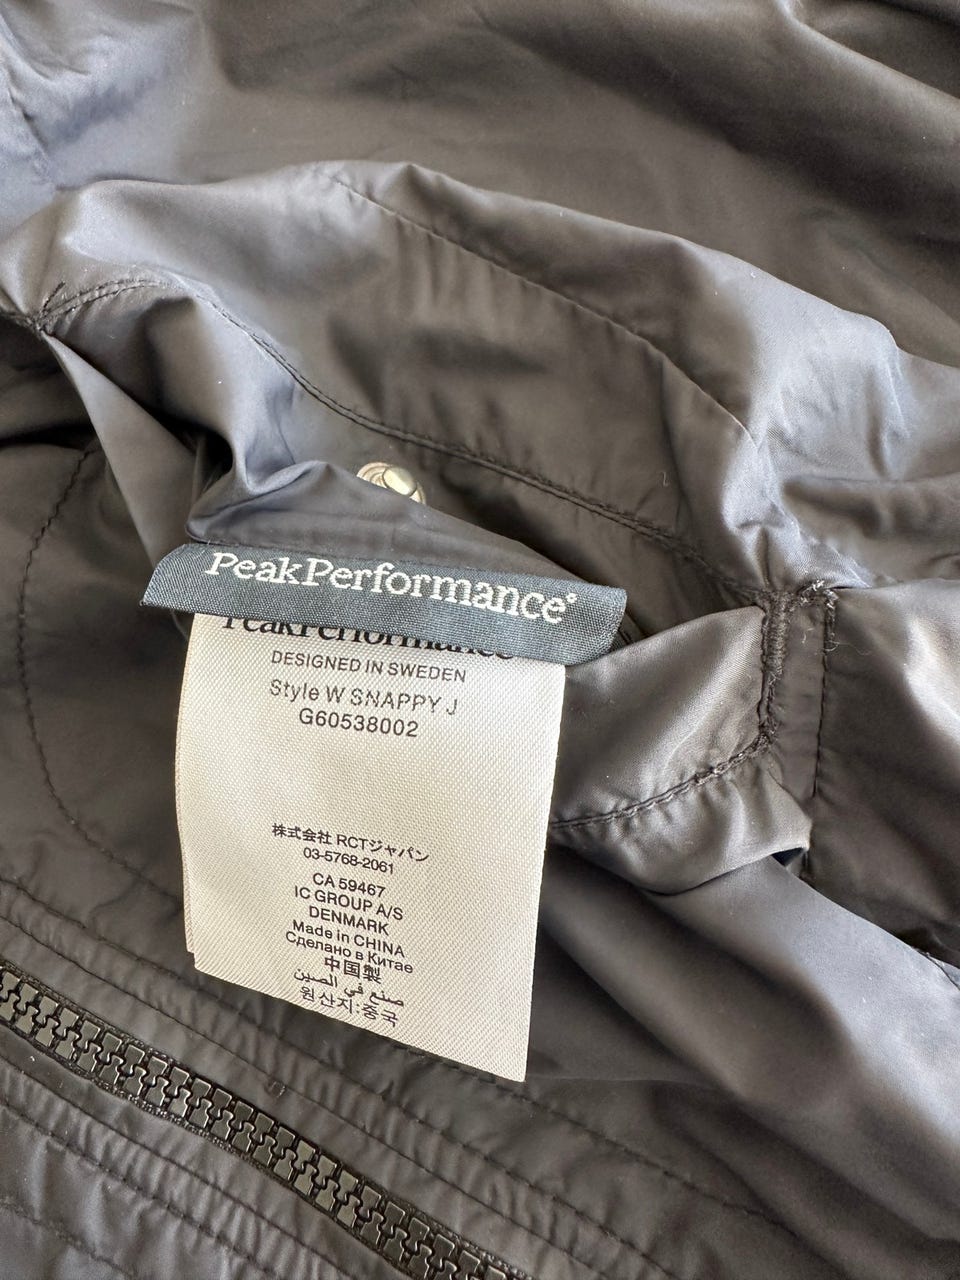 PeakPerformance®
PeakPerformance
DESIGNED IN SWEDEN
Style W SNAPPY J
G60538002
株式会社 RCTジャパン
03-5768-2061
CA 59467
IC GROUP A/S
DENMARK
Made in CHINA
Сделано в Китае
中国製
صنع في الصين
원산지:중국